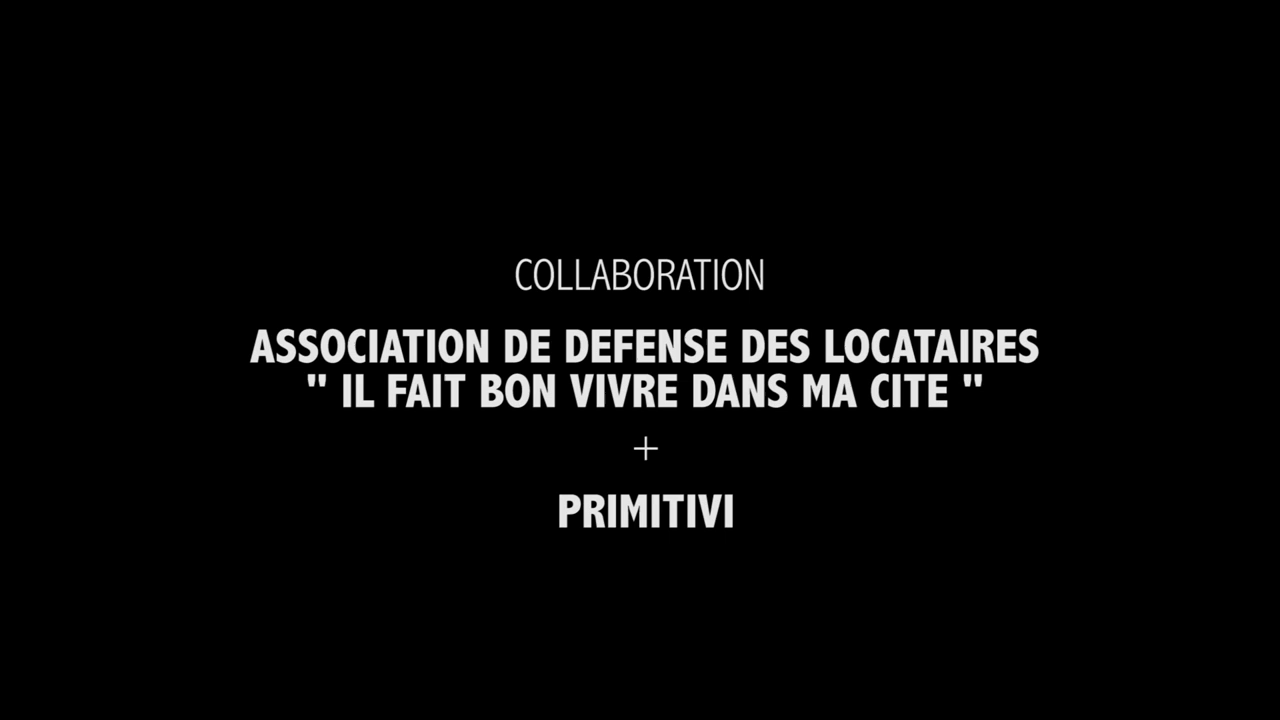 COLLABORATION
ASSOCIATION DE DEFENSE DES LOCATAIRES
" IL FAIT BON VIVRE DANS MA CITE "
+
PRIMITIVI